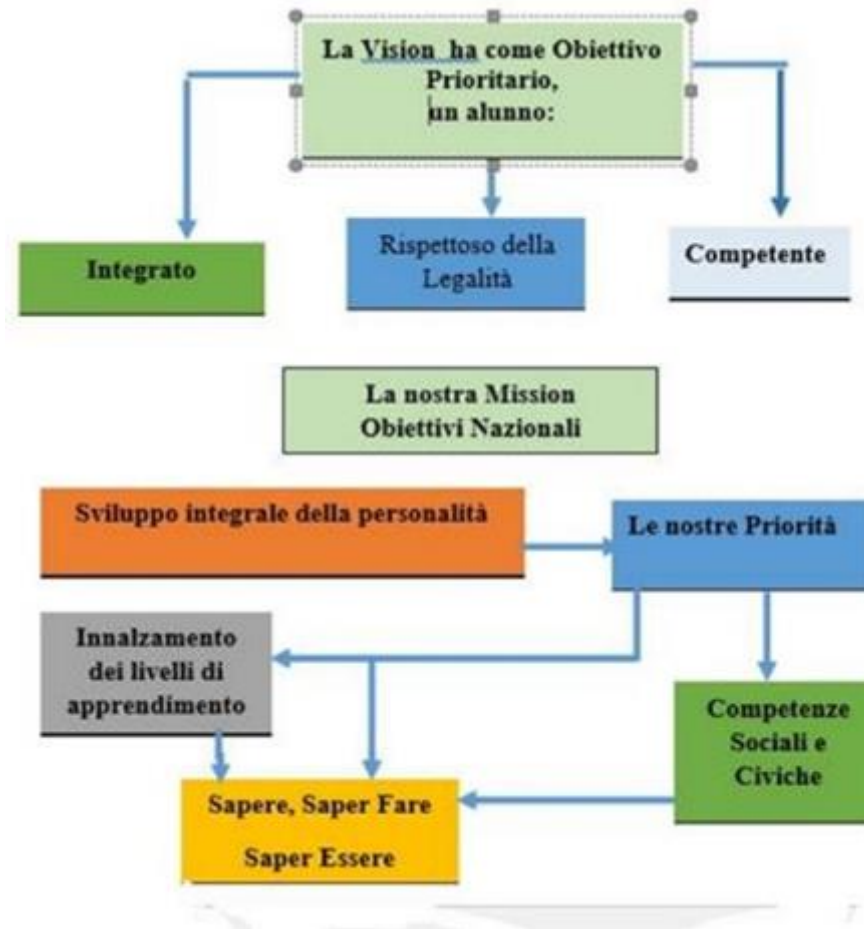 La Vision ha come Obiettivo
Prioritario,
un alunno:
Integrato
Rispettoso della
Legalità
Competente
La nostra Mission
Obiettivi Nazionali
Sviluppo integrale della personalità
Le nostre Priorità
Innalzamento
dei livelli di
apprendimento
Competenze
Sociali e
Civiche
Sapere, Saper Fare
Saper Essere